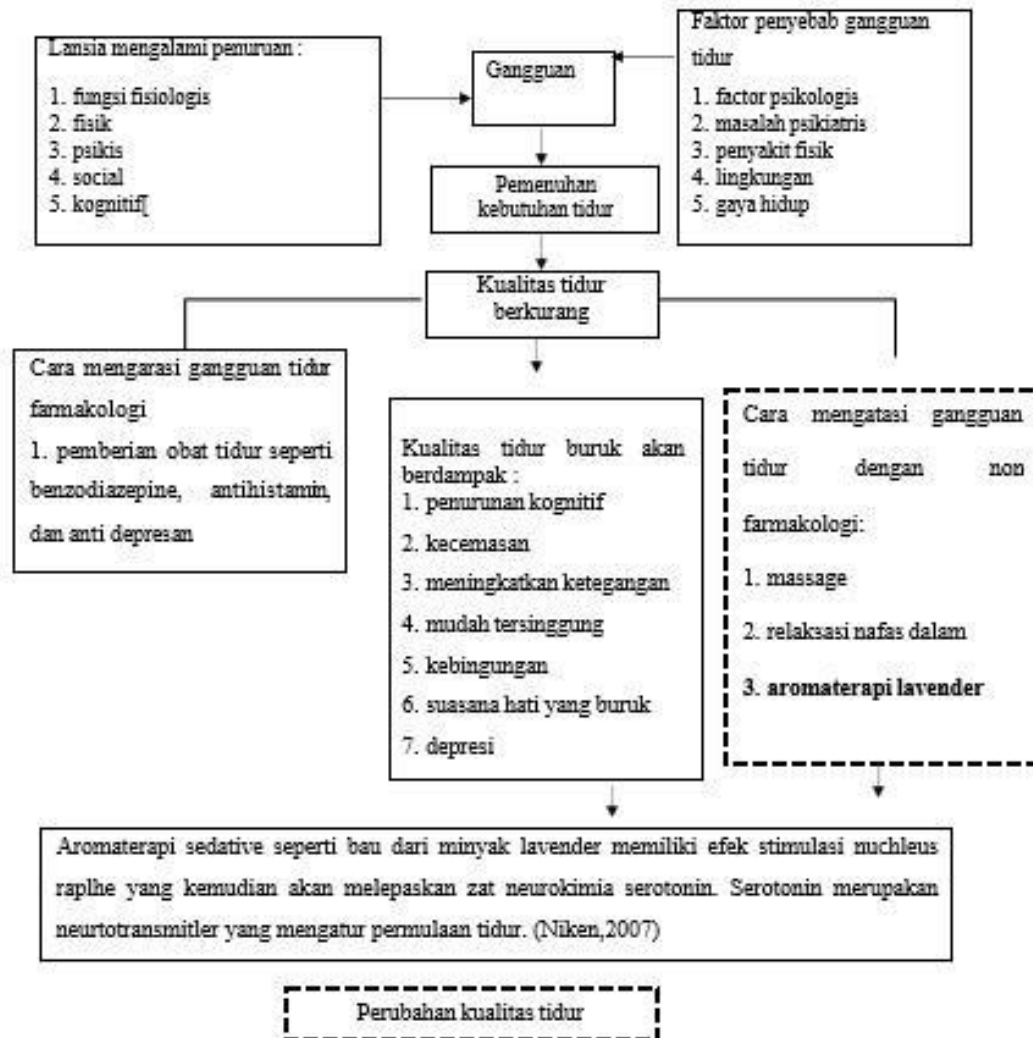 Lansia mengalami penuruan :
1. fungsi fisiologis
2. fisik
3. psikis
4. social
5. kognitif[
Gangguan
Faktor penyebab gangguan
tidur
1. factor psikologis
2. masalah psikiatris
3. penyakit fisik
4. lingkungan
5. gaya hidup
Pemenuhan
kebutuhan tidur
Kualitas tidur
berkurang
Cara mengarasi gangguan tidur
farmakologi
1. pemberian obat tidur seperti
benzodiazepine, antihistamin,
dan anti depresan
Kualitas tidur buruk akan
berdampak :
1. penurunan kognitif
2. kecemasan
3. meningkatkan ketegangan
4. mudah tersinggung
5. kebingungan
6. suasana hati yang buruk
7. depresi
Cara mengatasi gangguan
tidur dengan non
farmakologi:
1. massage
2. relaksasi nafas dalam
3. aromaterapi lavender
Aromaterapi sedative seperti bau dari minyak lavender memiliki efek stimulasi nuchleus
raplhe yang kemudian akan melepaskan zat neurokimia serotonin. Serotonin merupakan
neurtotransmitler yang mengatur permulaan tidur. (Niken,2007)
Perubahan kualitas tidur